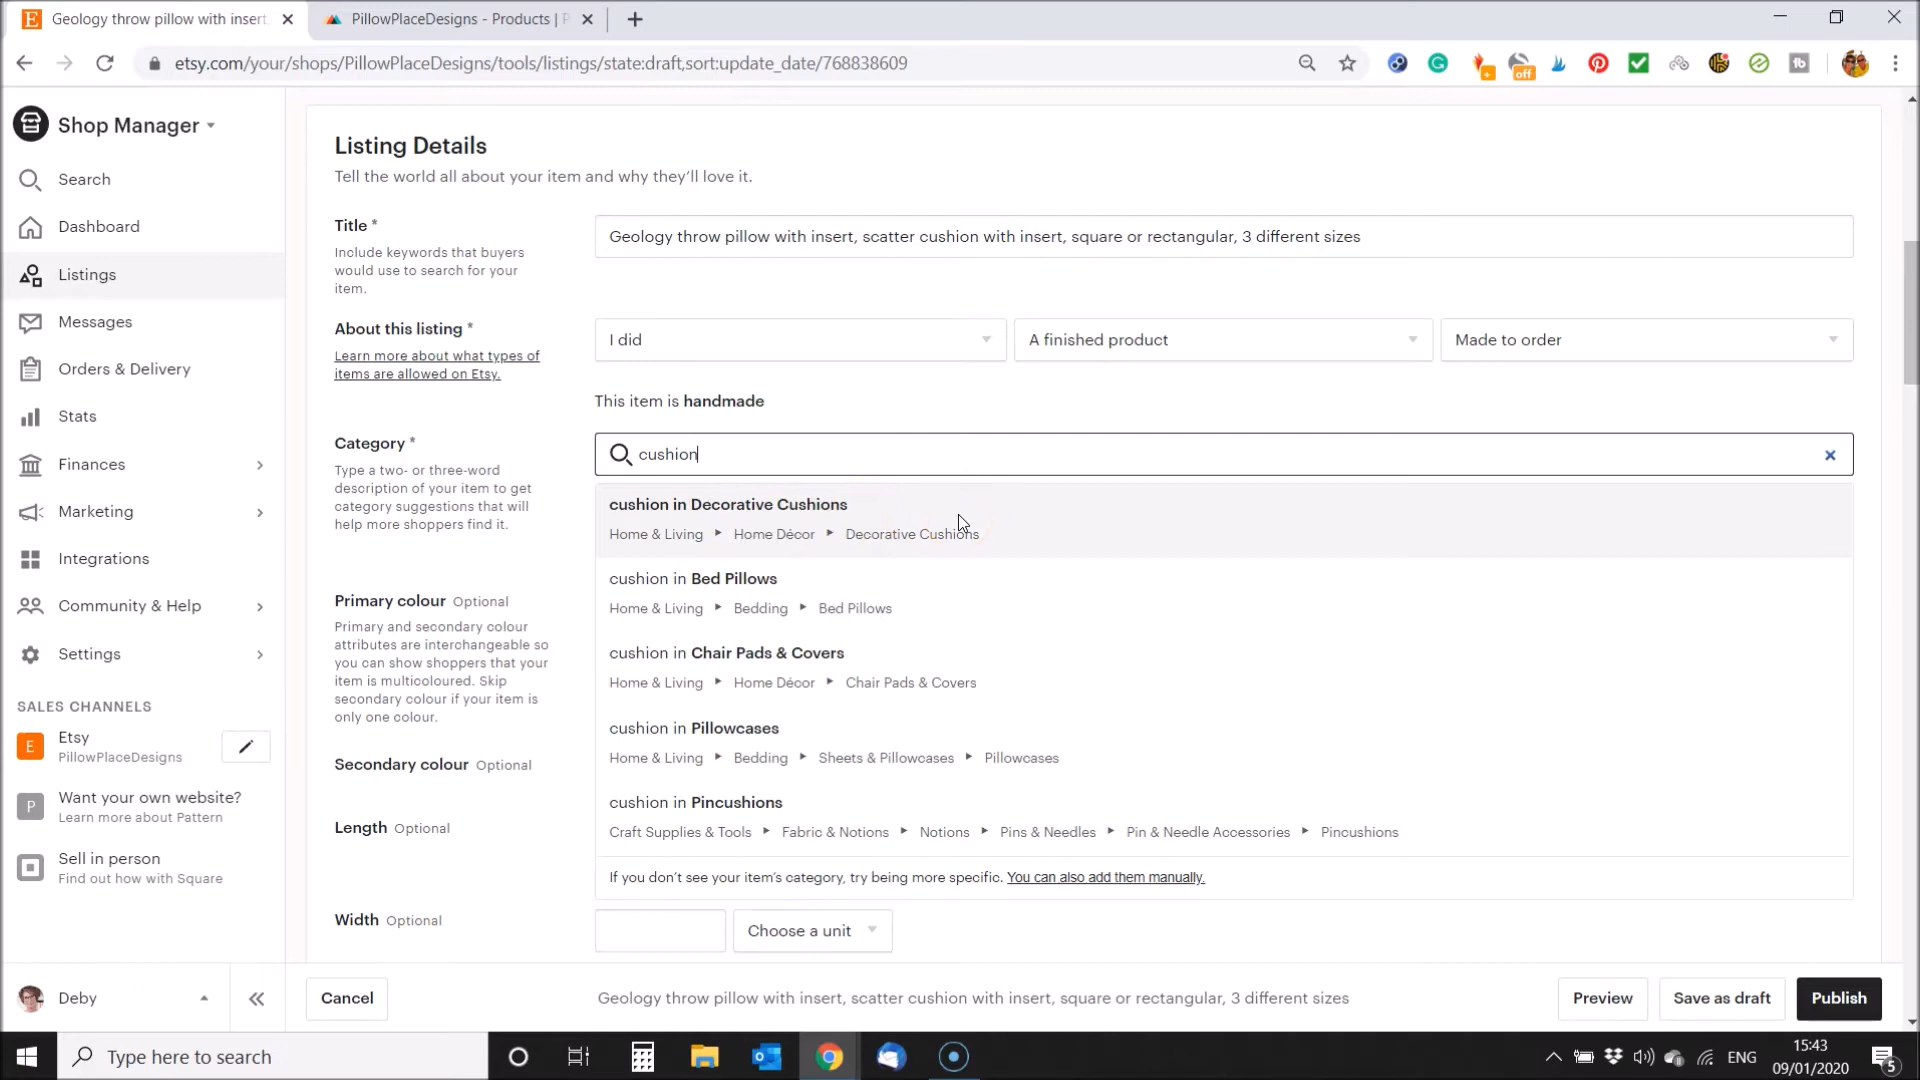 Geology throw pillow with insert,
PillowPlaceDesigns - Products | P
etsy.com/your/shops/PillowPlaceDesigns/tools/listings/state:draft,sort:update_date/768838609
off
tb
Shop Manager
Search
Dashboard
Listings
Messages
Orders & Delivery
Stats
Finances
Marketing
Integrations
Community & Help
Settings
SALES CHANNELS
E
Etsy
PillowPlaceDesigns
P
Want your own website?
Learn more about Pattern
Sell in person
Find out how with Square
Deby
Listing Details
Tell the world all about your item and why they'll love it.
Title *
Include keywords that buyers
would use to search for your
item.
Geology throw pillow with insert, scatter cushion with insert, square or rectangular, 3 different sizes
About this listing *
Learn more about what types of
items are allowed on Etsy.
I did
A finished product
Made to order
This item is handmade
Category *
Type a two- or three-word
description of your item to get
category suggestions that will
help more shoppers find it.
cushion
cushion in Decorative Cushions
Home & Living ▸ Home Décor ▸ Decorative Cushions
cushion in Bed Pillows
Home & Living ▸ Bedding ▸ Bed Pillows
cushion in Chair Pads & Covers
Home & Living ▸ Home Décor ▸ Chair Pads & Covers
cushion in Pillowcases
Home & Living ▸ Bedding ▸ Sheets & Pillowcases ▸ Pillowcases
cushion in Pincushions
Craft Supplies & Tools ▸ Fabric & Notions ▸ Notions ▸ Pins & Needles ▸ Pin & Needle Accessories ▸ Pincushions
If you don't see your item's category, try being more specific. You can also add them manually.
Primary colour Optional
Primary and secondary colour
attributes are interchangeable so
you can show shoppers that your
item is multicoloured. Skip
secondary colour if your item is
only one colour.
Secondary colour Optional
Length Optional
Width Optional
Choose a unit
Cancel
Geology throw pillow with insert, scatter cushion with insert, square or rectangular, 3 different sizes
Preview
Save as draft
Publish
Type here to search
ENG
15:43
09/01/2020
5